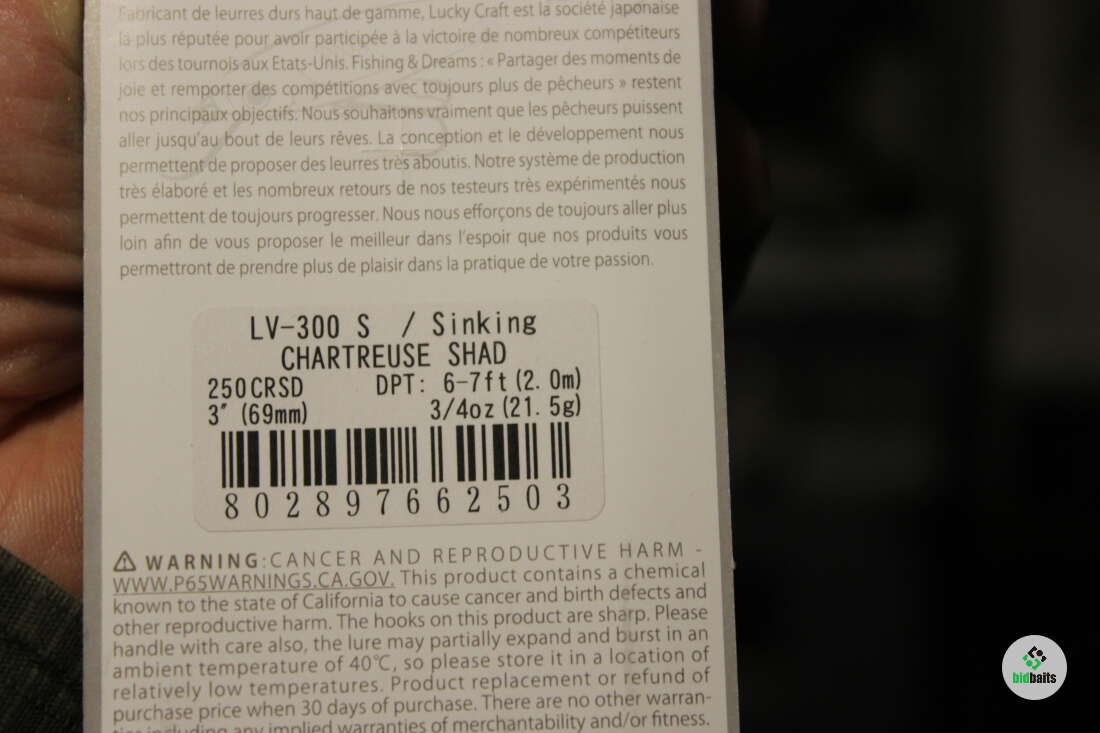 Fabricant de leurres durs haut de gamme, Lucky Craft est la société japonaise
la plus réputée pour avoir participée à la victoire de nombreux compétiteurs
lors des tournois aux Etats-Unis. Fishing & Dreams : « Partager des moments de
joie et remporter des compétitions avec toujours plus de pêcheurs » restent
nos principaux objectifs. Nous souhaitons vraiment que les pêcheurs puissent
aller jusqu'au bout de leurs rêves. La conception et le développement nous
permettent de proposer des leurres très aboutis. Notre système de production
très élaboré et les nombreux retours de nos testeurs très expérimentés nous
permettent de toujours progresser. Nous nous efforçons de toujours aller plus
loin afin de vous proposer le meilleur dans l'espoir que nos produits vous
permettront de prendre plus de plaisir dans la pratique de votre passion.
LV-300 S / Sinking
CHARTREUSE SHAD
250CRSD DPT: 6-7ft (2.0m)
3″ (69mm) 3/4oz (21.5g)
802897662503
⚠ WARNING:CANCER AND REPRODUCTIVE HARM -
WWW.P65WARNINGS.CA.GOV. This product contains a chemical
known to the state of California to cause cancer and birth defects and
other reproductive harm. The hooks on this product are sharp. Please
handle with care also, the lure may partially expand and burst in an
ambient temperature of 40℃, so please store it in a location of
relatively low temperatures. Product replacement or refund of
purchase price when 30 days of purchase. There are no other warran-
ties including any implied warranties of merchantability and/or fitness.
bidbaits